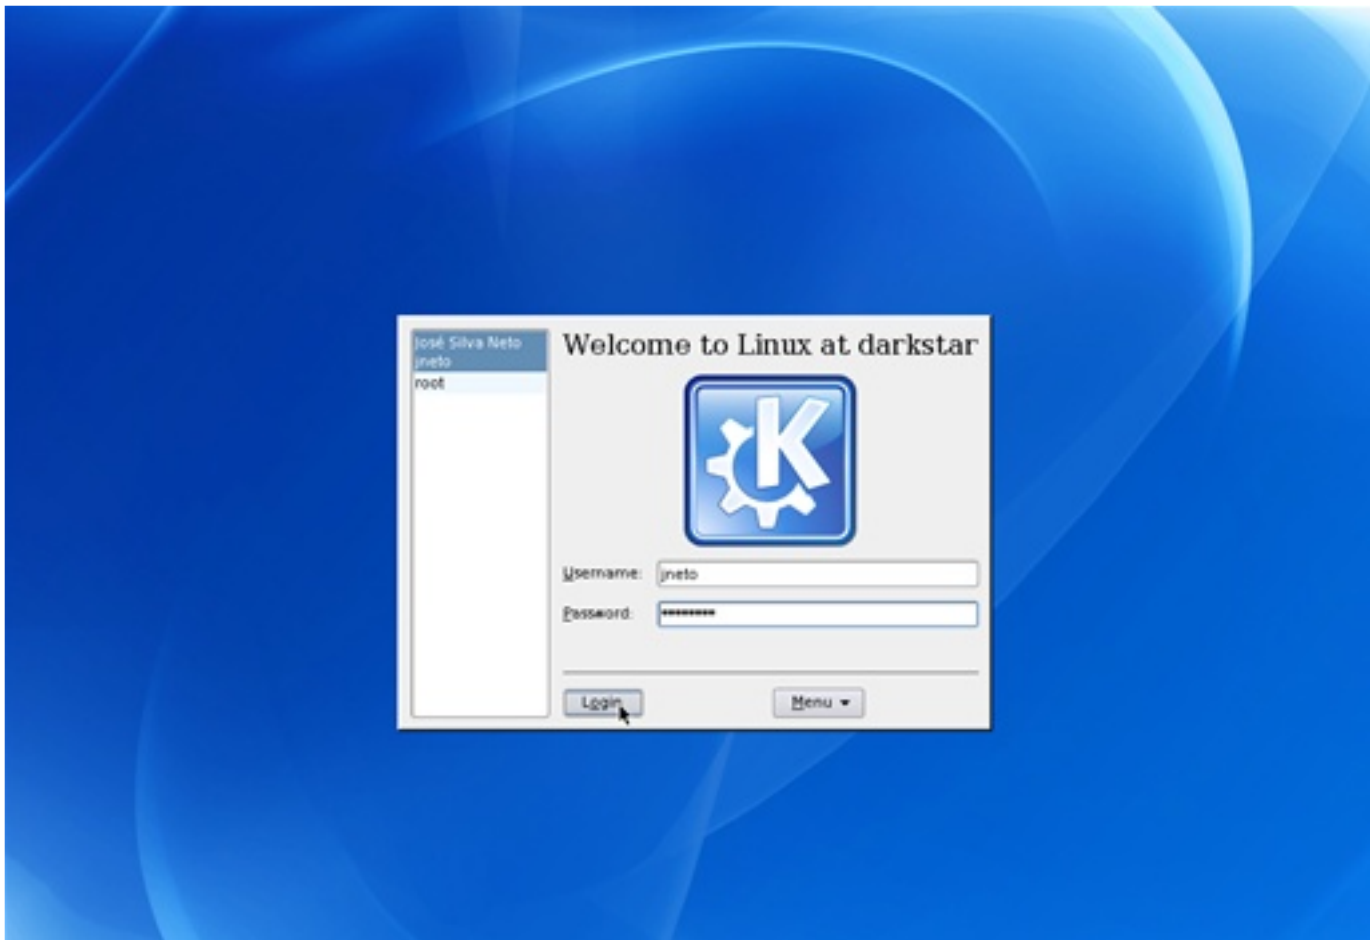 José Silva Neto
jneto
root
Welcome to Linux at darkstar
K
Username: jneto
Password: ••••••••
Login
Menu